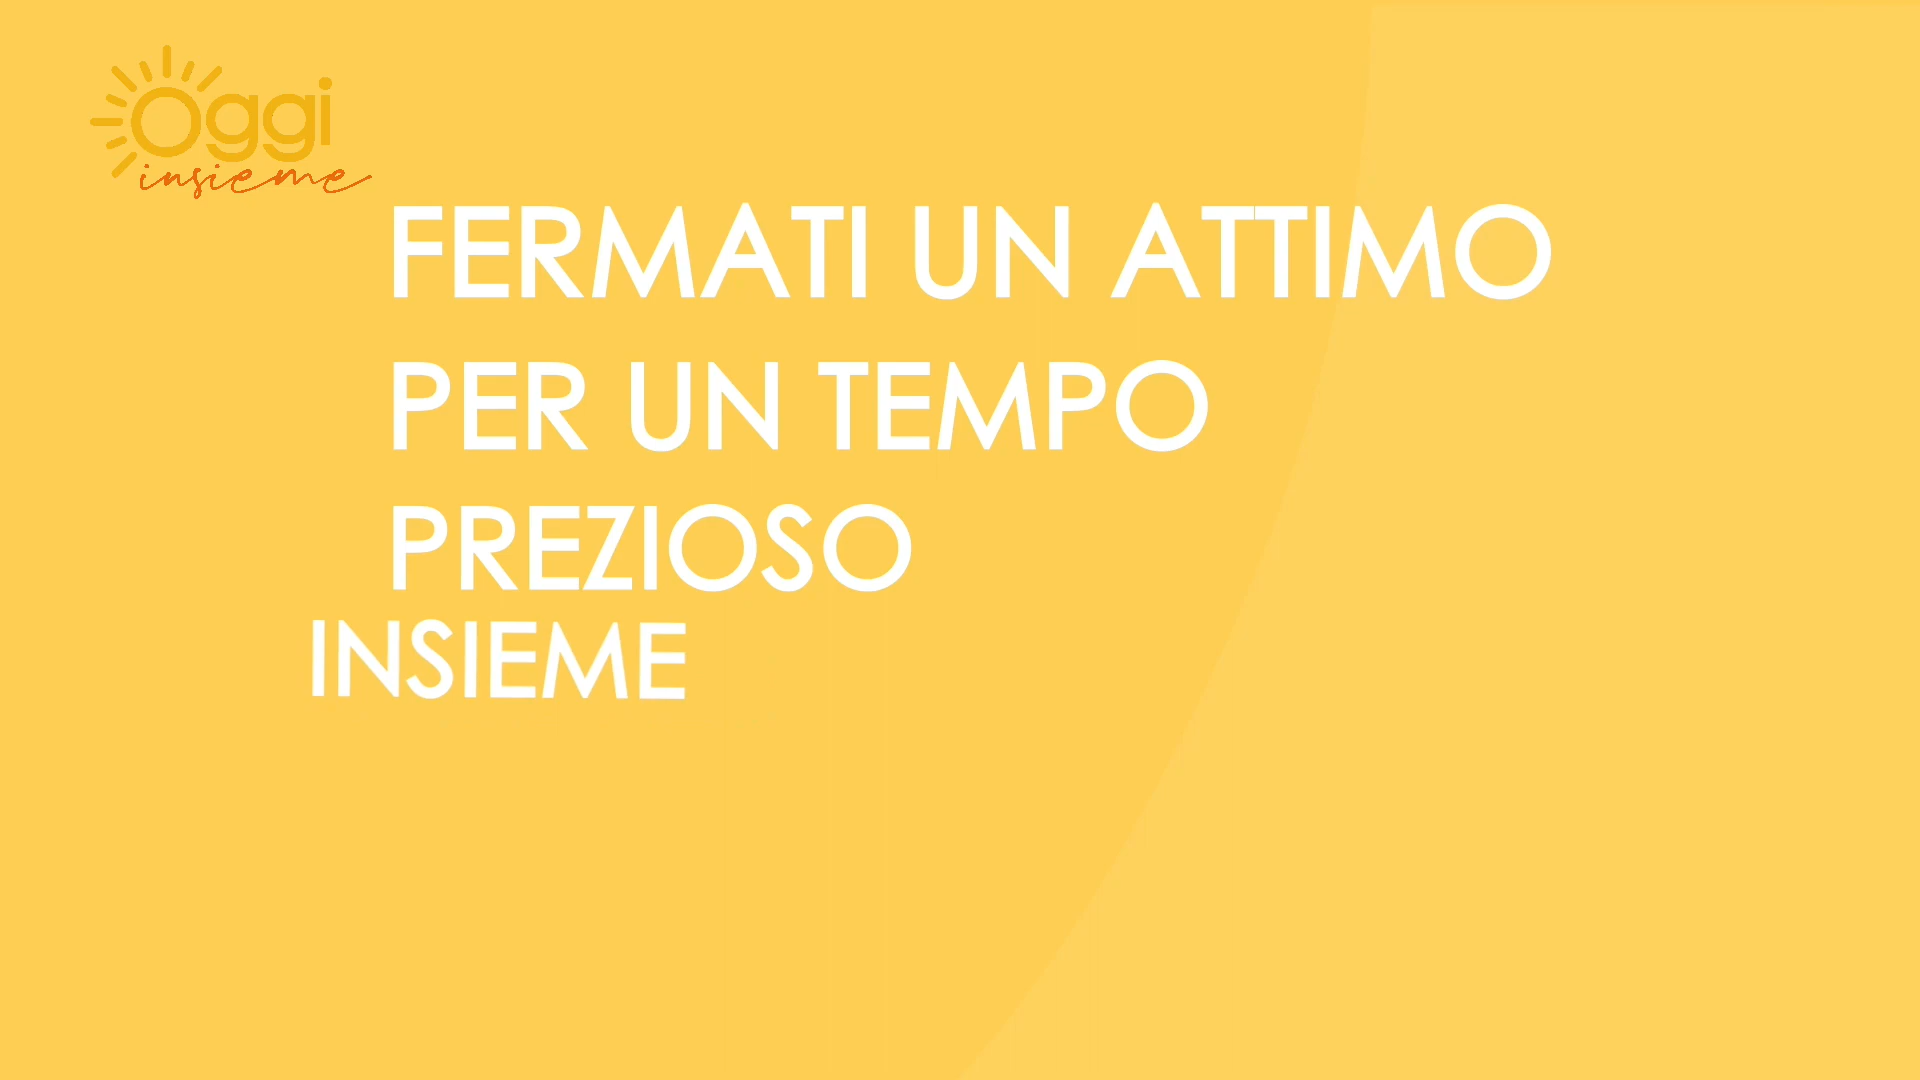 Oggi
insieme
FERMATI UN ATTIMO
PER UN TEMPO
PREZIOSO
INSIEME